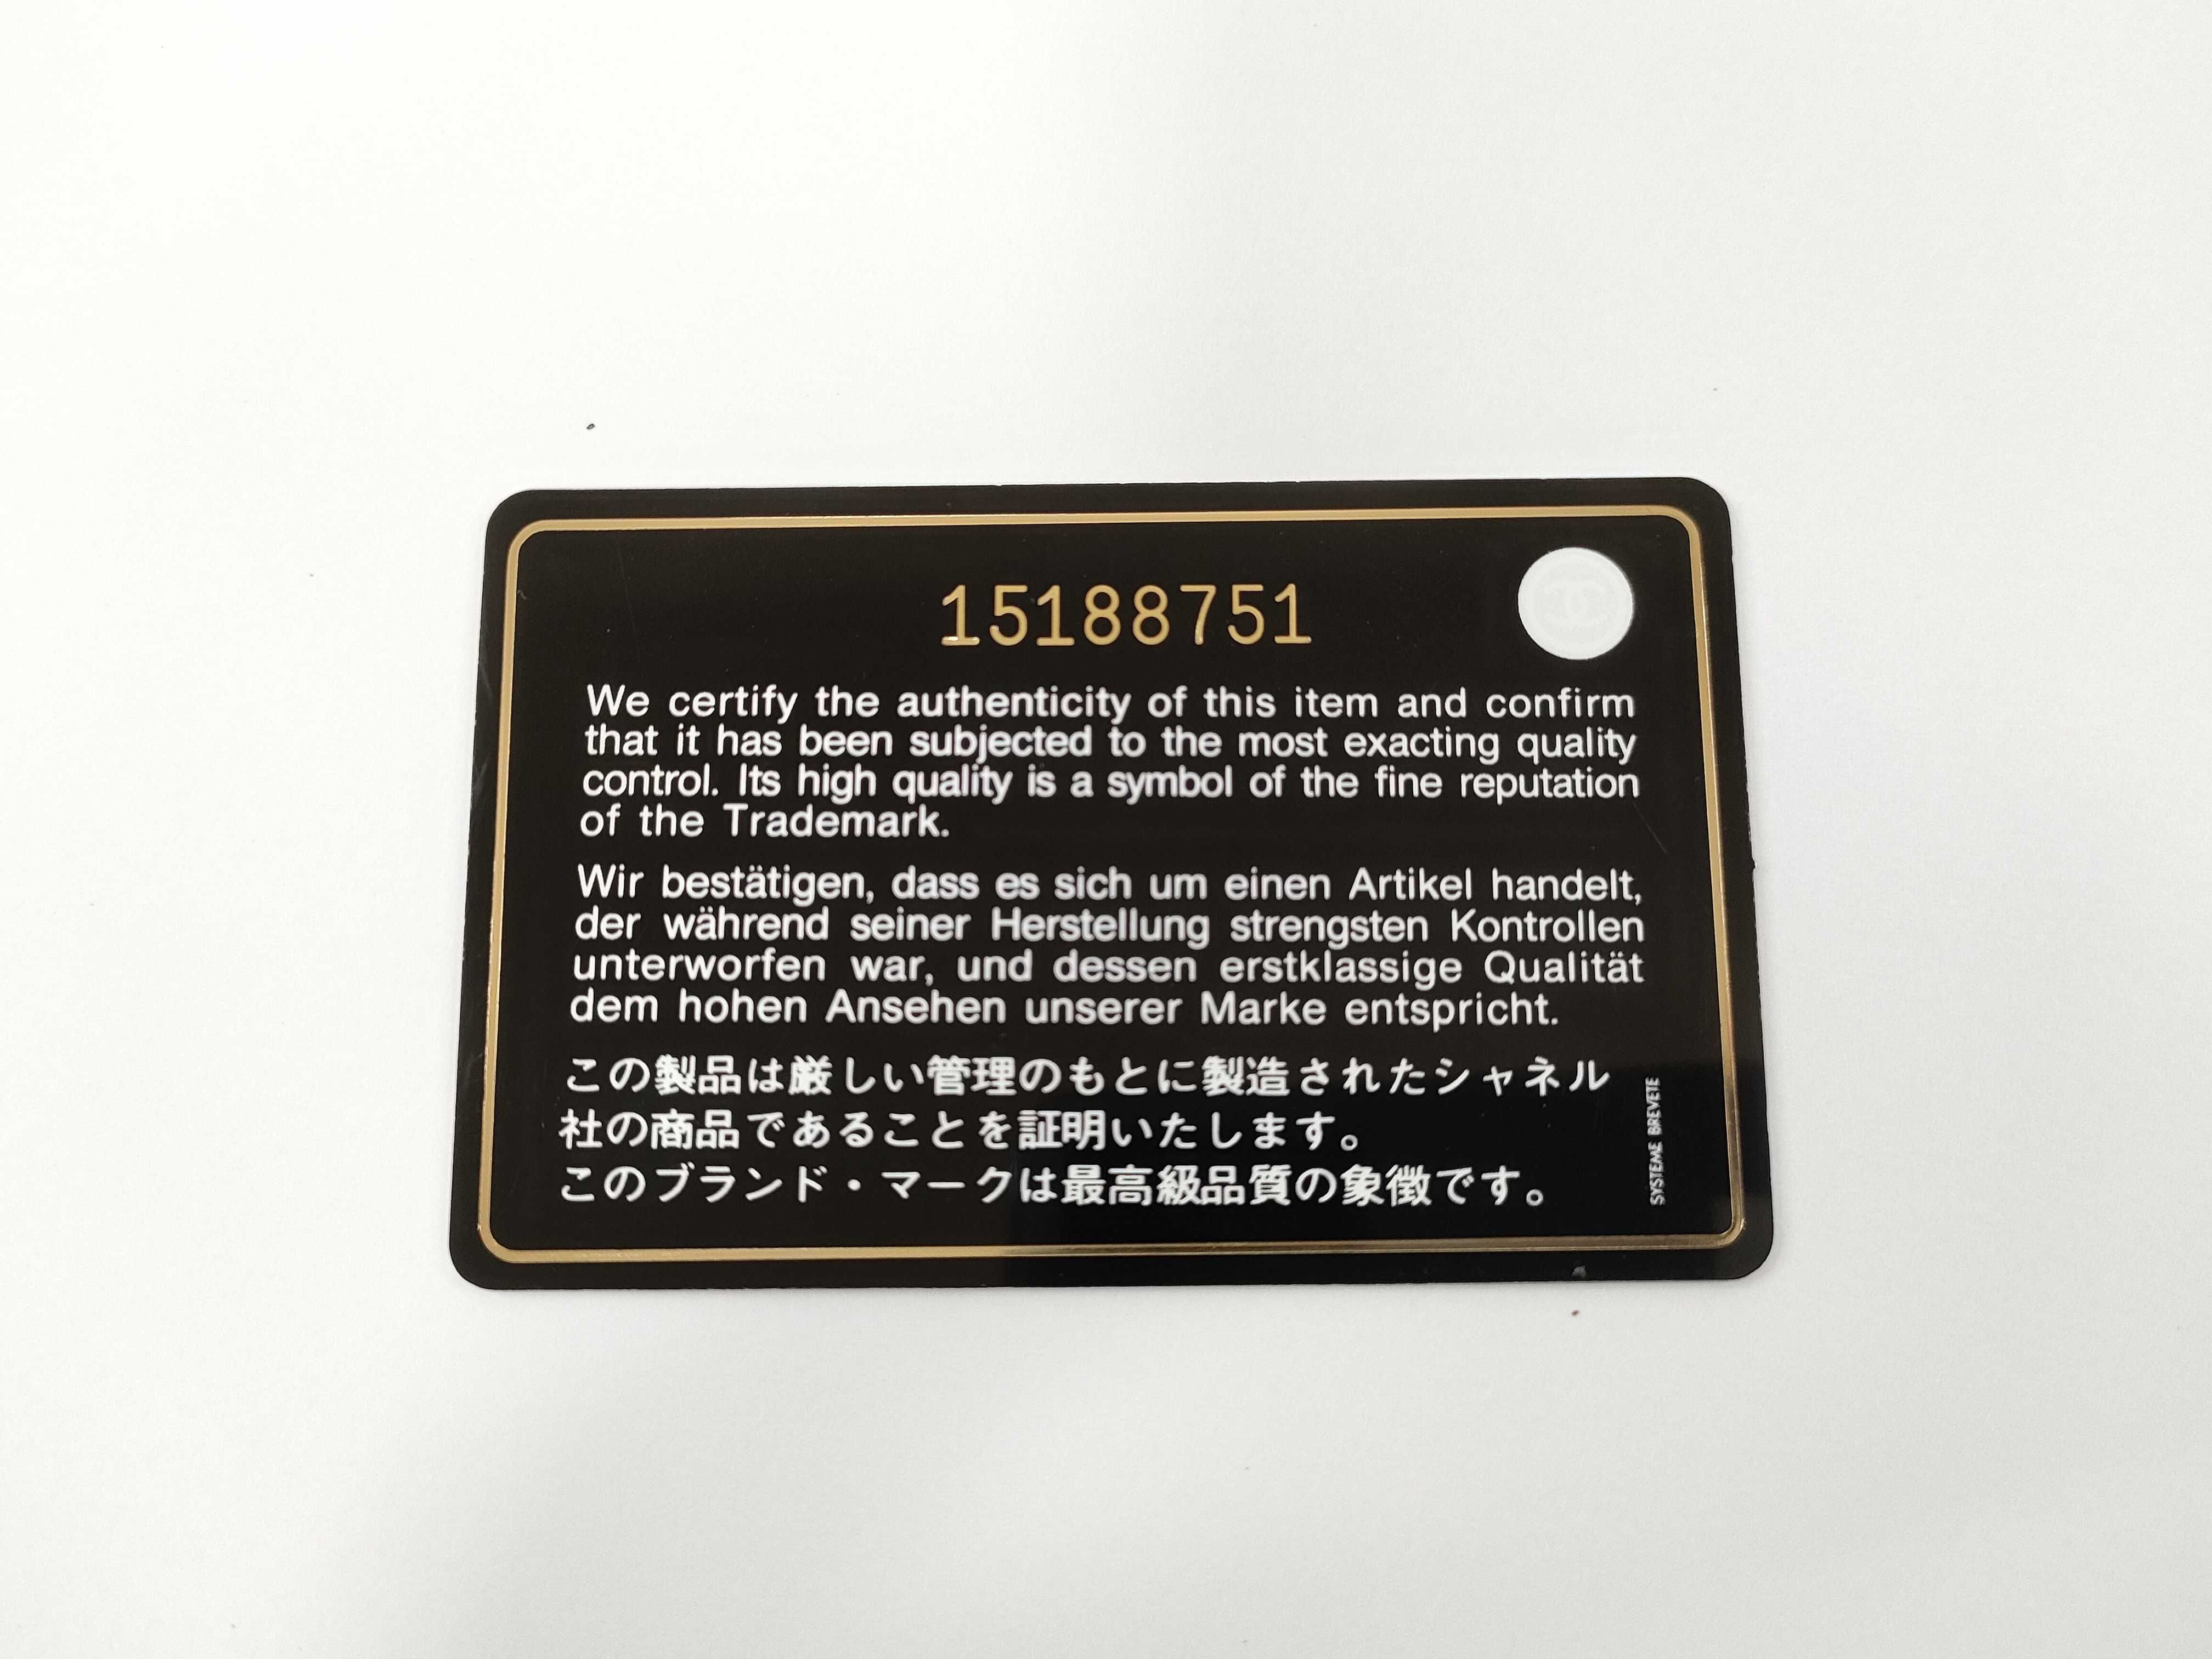 15188751
We certify the authenticity of this item and confirm
that it has been subjected to the most exacting quality
control. Its high quality is a symbol of the fine reputation
of the Trademark.
Wir bestätigen, dass es sich um einen Artikel handelt,
der während seiner Herstellung strengsten Kontrollen
unterworfen war, und dessen erstklassige Qualität
dem hohen Ansehen unserer Marke entspricht.
この製品は厳しい管理のもとに製造されたシャネル
社の商品であることを証明いたします。
このブランド・マークは最高級品質の象徴です。
SYSTEME BREVETE